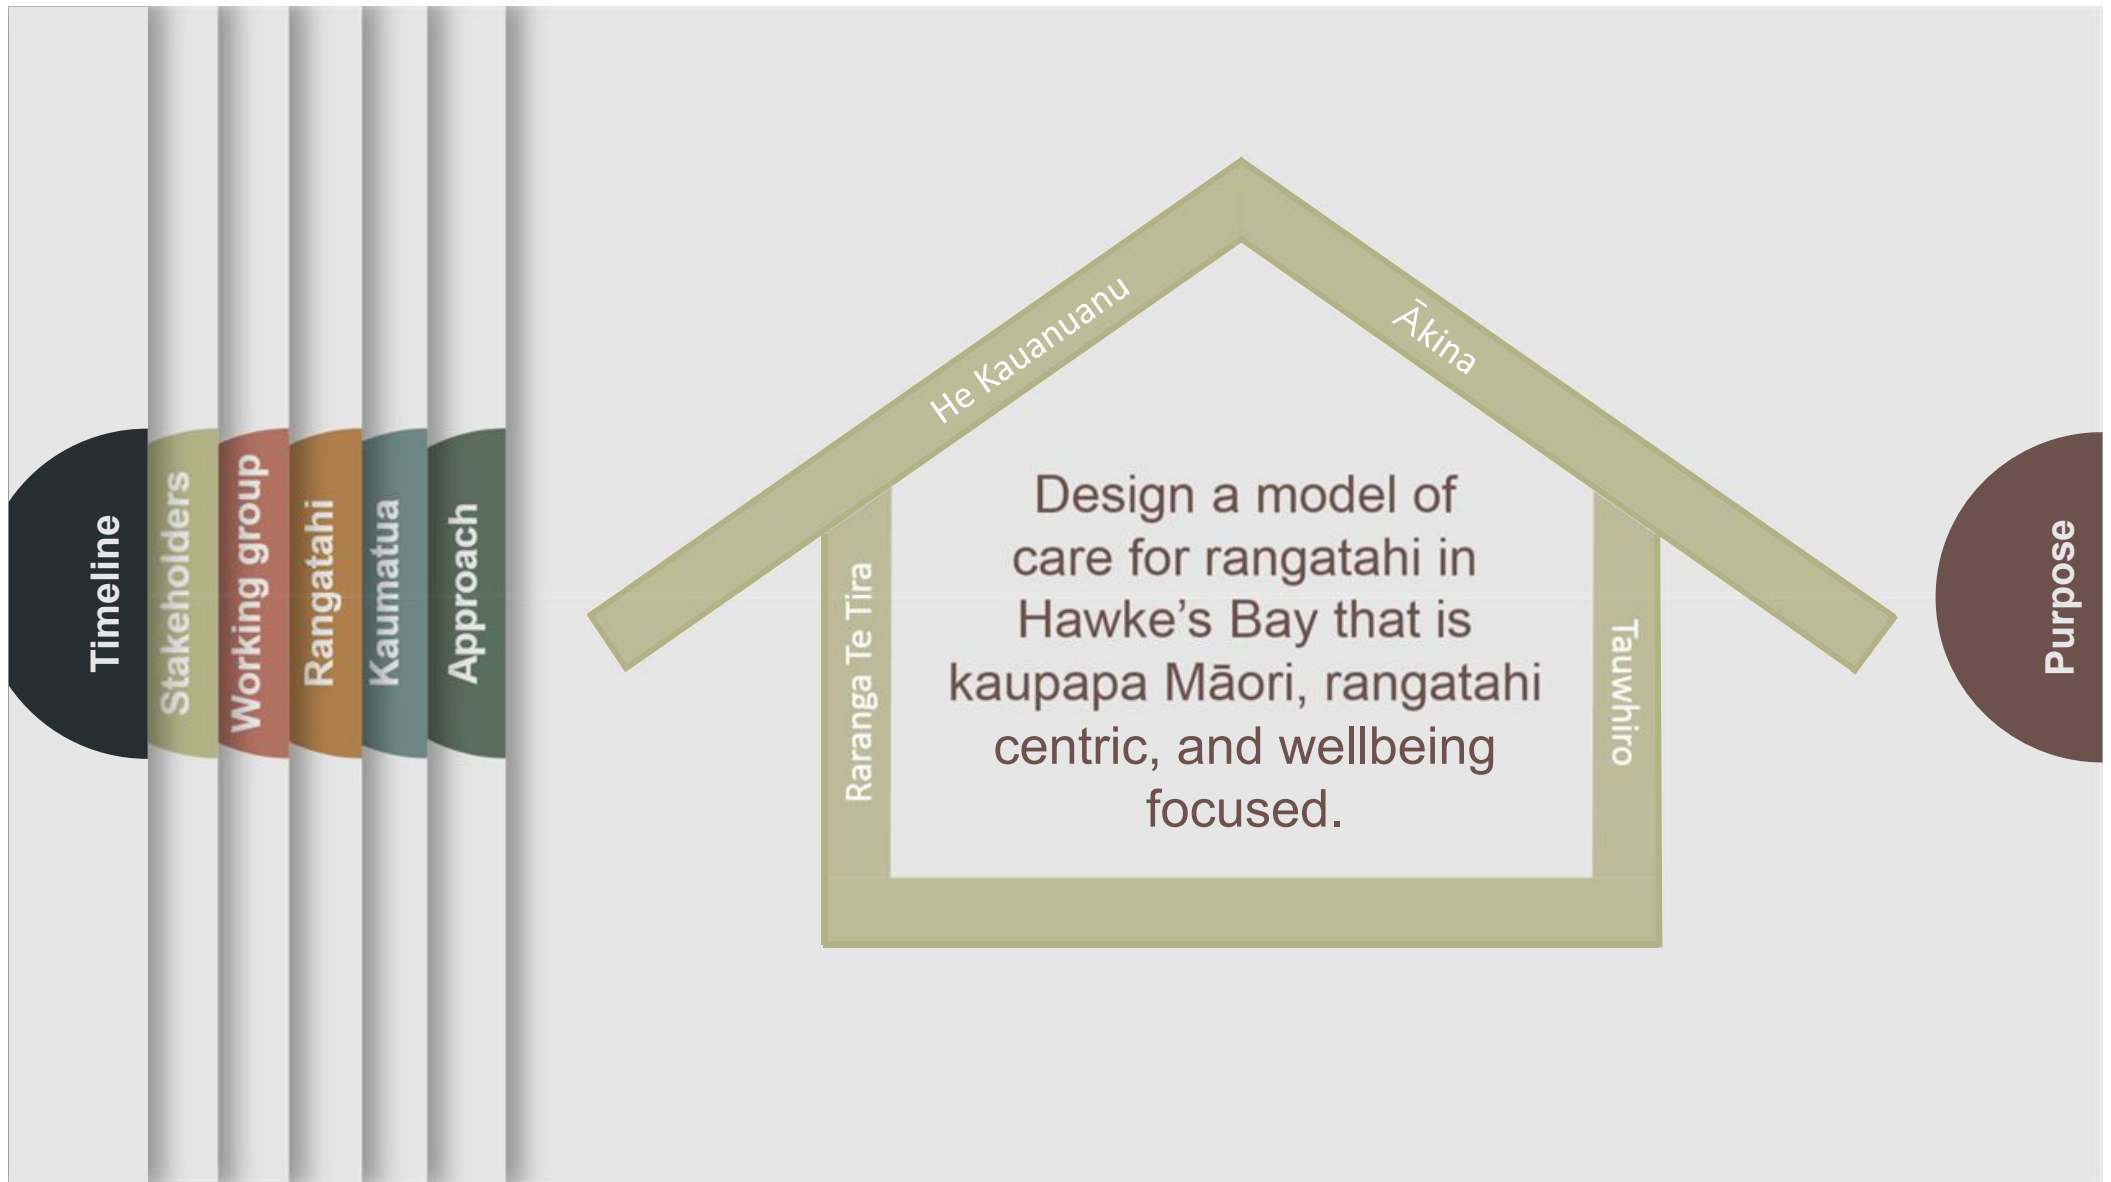 Timeline
Stakeholders
Working group
Rangatahi
Kaumatua
Approach
He Kauanuanu
Ākina
Raranga Te Tira
Design a model of
care for rangatahi in
Hawke’s Bay that is
kaupapa Māori, rangatahi
centric, and wellbeing
focused.
Tauwhiro
Purpose